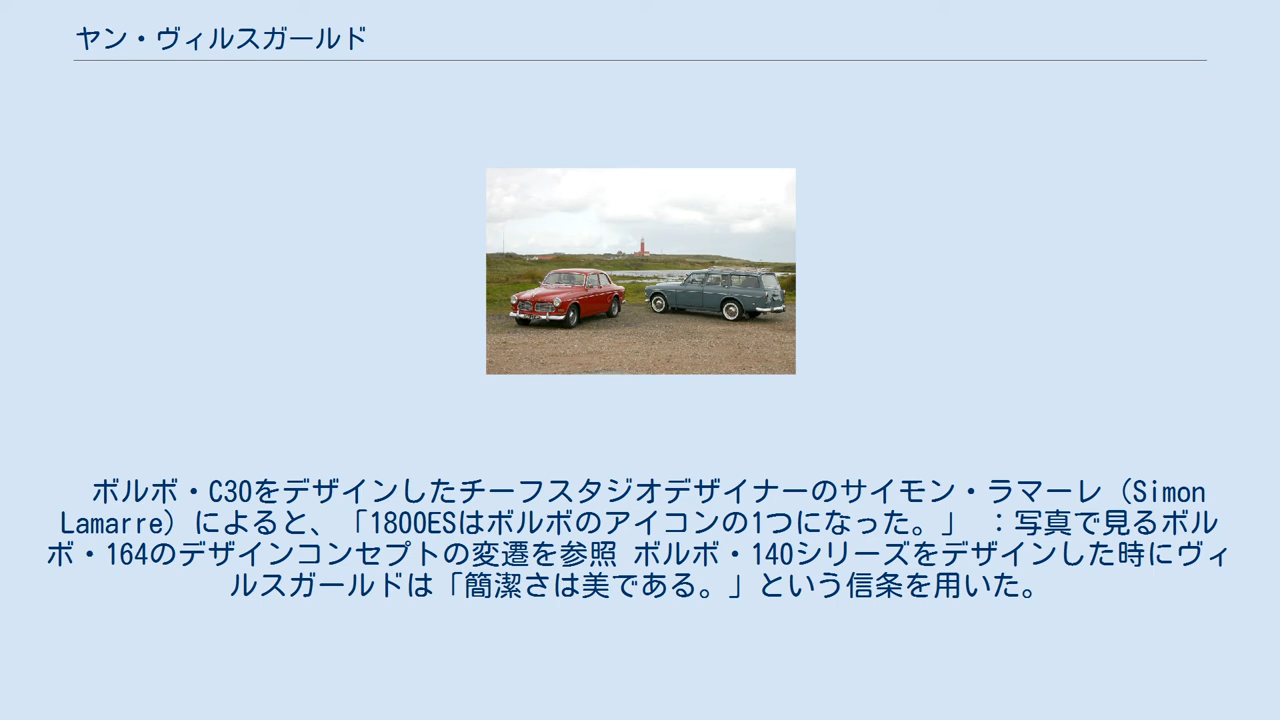 ヤン・ヴィルスガールド
ボルボ・C30をデザインしたチーフスタジオデザイナーのサイモン・ラマーレ（Simon
Lamarre）によると、「1800ESはボルボのアイコンの1つになった。」 ：写真で見るボル
ボ・164のデザインコンセプトの変遷を参照 ボルボ・140シリーズをデザインした時にヴィ
ルスガールドは「簡潔さは美である。」という信条を用いた。